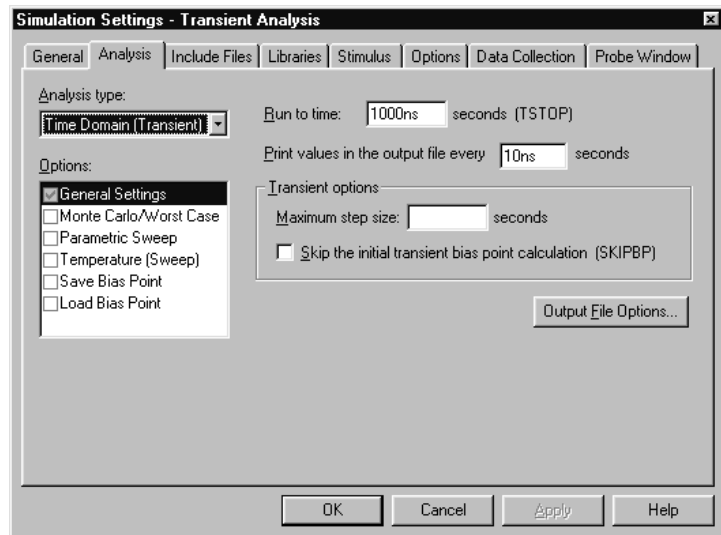 Simulation Settings - Transient Analysis
General Analysis Include Files Libraries Stimulus Options Data Collection Probe Window
Analysis type:
Time Domain (Transient)
Run to time: 1000ns seconds (TSTOP)
Print values in the output file every 10ns seconds
Options:
General Settings
Monte Carlo/Worst Case
Parametric Sweep
Temperature (Sweep)
Save Bias Point
Load Bias Point
Transient options
Maximum step size: seconds
Skip the initial transient bias point calculation (SKIPBP)
Output File Options...
OK Cancel Apply Help